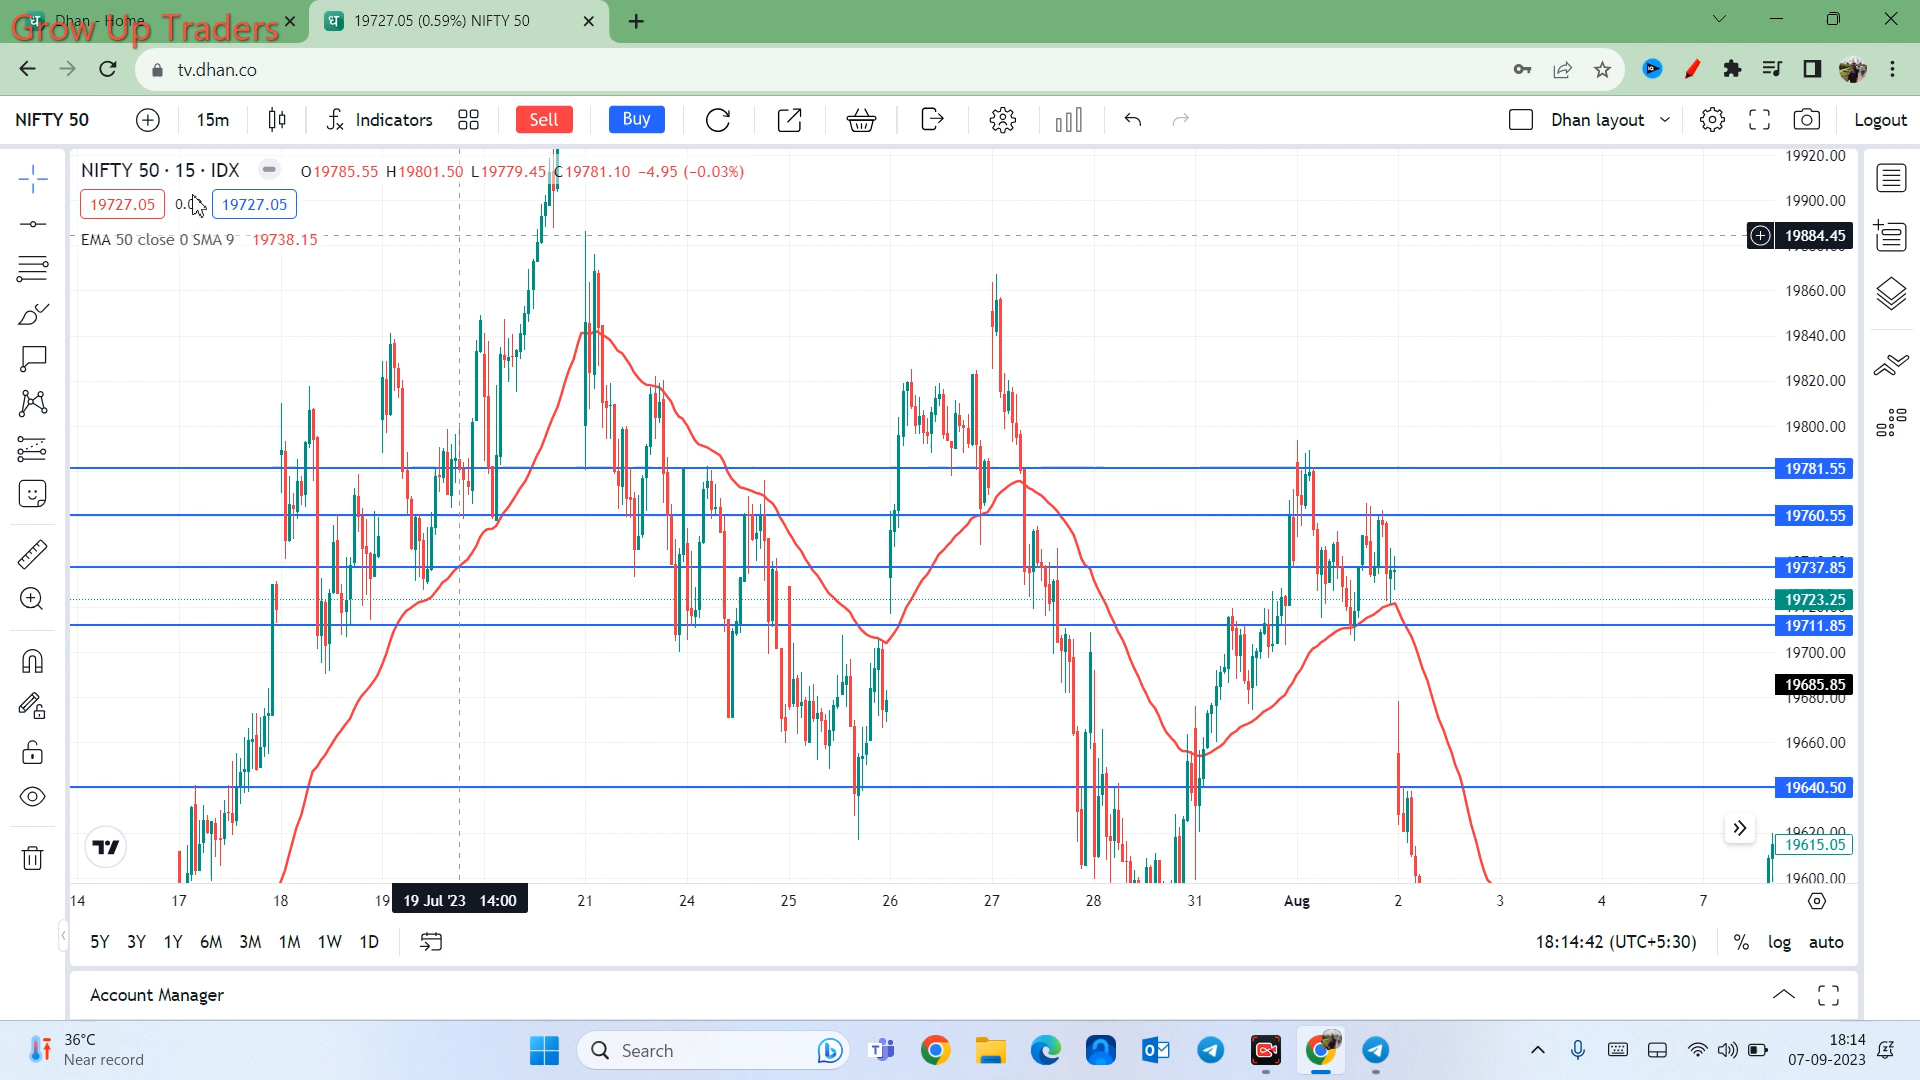 Dhan - Home
Grow Up Traders
19727.05 (0.59%) NIFTY 50
tv.dhan.co
NIFTY 50
15m
Indicators
Sell
Buy
Dhan layout
Logout
NIFTY 50 · 15 · IDX
O19785.55 H19801.50 L19779.45 C19781.10 −4.95 (−0.03%)
19727.05
19727.05
EMA 50 close 0 SMA 9 19738.15
19920.00
19900.00
19884.45
19860.00
19840.00
19820.00
19800.00
19781.55
19760.55
19737.85
19723.25
19711.85
19700.00
19685.85
19680.00
19660.00
19640.50
19620.00
19615.05
19600.00
14 17 18 19 19 Jul '23 14:00 21 24 25 26 27 28 31 Aug 2 3 4 7
5Y 3Y 1Y 6M 3M 1M 1W 1D
18:14:42 (UTC+5:30) % log auto
Account Manager
36°C
Near record
Search
18:14
07-09-2023